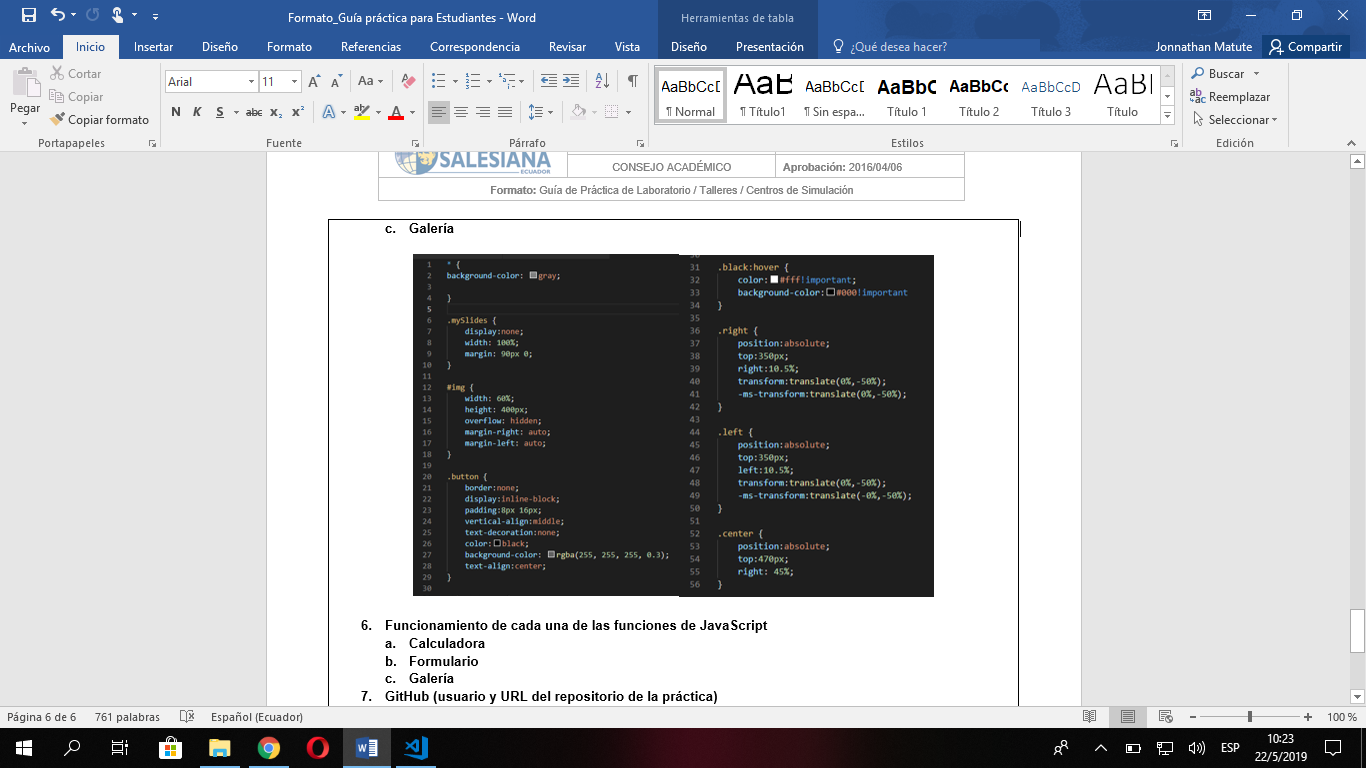 Formato_Guía práctica para Estudiantes - Word
Herramientas de tabla
Archivo Inicio Insertar Diseño Formato Referencias Correspondencia Revisar Vista Diseño Presentación ¿Qué desea hacer? Jonnathan Matute Compartir
Pegar
Cortar
Copiar
Copiar formato
Portapapeles
Arial 11
N K S abc x₂ x²
Fuente
Párrafo
AaBbCcI AaB AaBbCcI AaBbC AaBbCc AaBbCcD AaBl
¶ Normal ¶ Título1 ¶ Sin espa... Título 1 Título 2 Título 3 Título
Estilos
Buscar
Reemplazar
Seleccionar
Edición
SALESIANA
ECUADOR
CONSEJO ACADÉMICO
Aprobación: 2016/04/06
Formato: Guía de Práctica de Laboratorio / Talleres / Centros de Simulación
c. Galería
1 * {
2 background-color: gray;
3
4 }
5
6 .mySlides {
7 display:none;
8 width: 100%;
9 margin: 90px 0;
10 }
11
12 #img {
13 width: 60%;
14 height: 400px;
15 overflow: hidden;
16 margin-right: auto;
17 margin-left: auto;
18 }
19
20 .button {
21 border:none;
22 display:inline-block;
23 padding:8px 16px;
24 vertical-align:middle;
25 text-decoration:none;
26 color:black;
27 background-color: rgba(255, 255, 255, 0.3);
28 text-align:center;
29 }
30
31 .black:hover {
32 color:#fff!important;
33 background-color:#000!important
34 }
35
36 .right {
37 position:absolute;
38 top:350px;
39 right:10.5%;
40 transform:translate(0%,-50%);
41 -ms-transform:translate(0%,-50%);
42 }
43
44 .left {
45 position:absolute;
46 top:350px;
47 left:10.5%;
48 transform:translate(0%,-50%);
49 -ms-transform:translate(-0%,-50%);
50 }
51
52 .center {
53 position:absolute;
54 top:470px;
55 right: 45%;
56 }
6. Funcionamiento de cada una de las funciones de JavaScript
a. Calculadora
b. Formulario
c. Galería
7. GitHub (usuario y URL del repositorio de la práctica)
Página 6 de 6 761 palabras Español (Ecuador) 100 %
ESP
10:23
22/5/2019